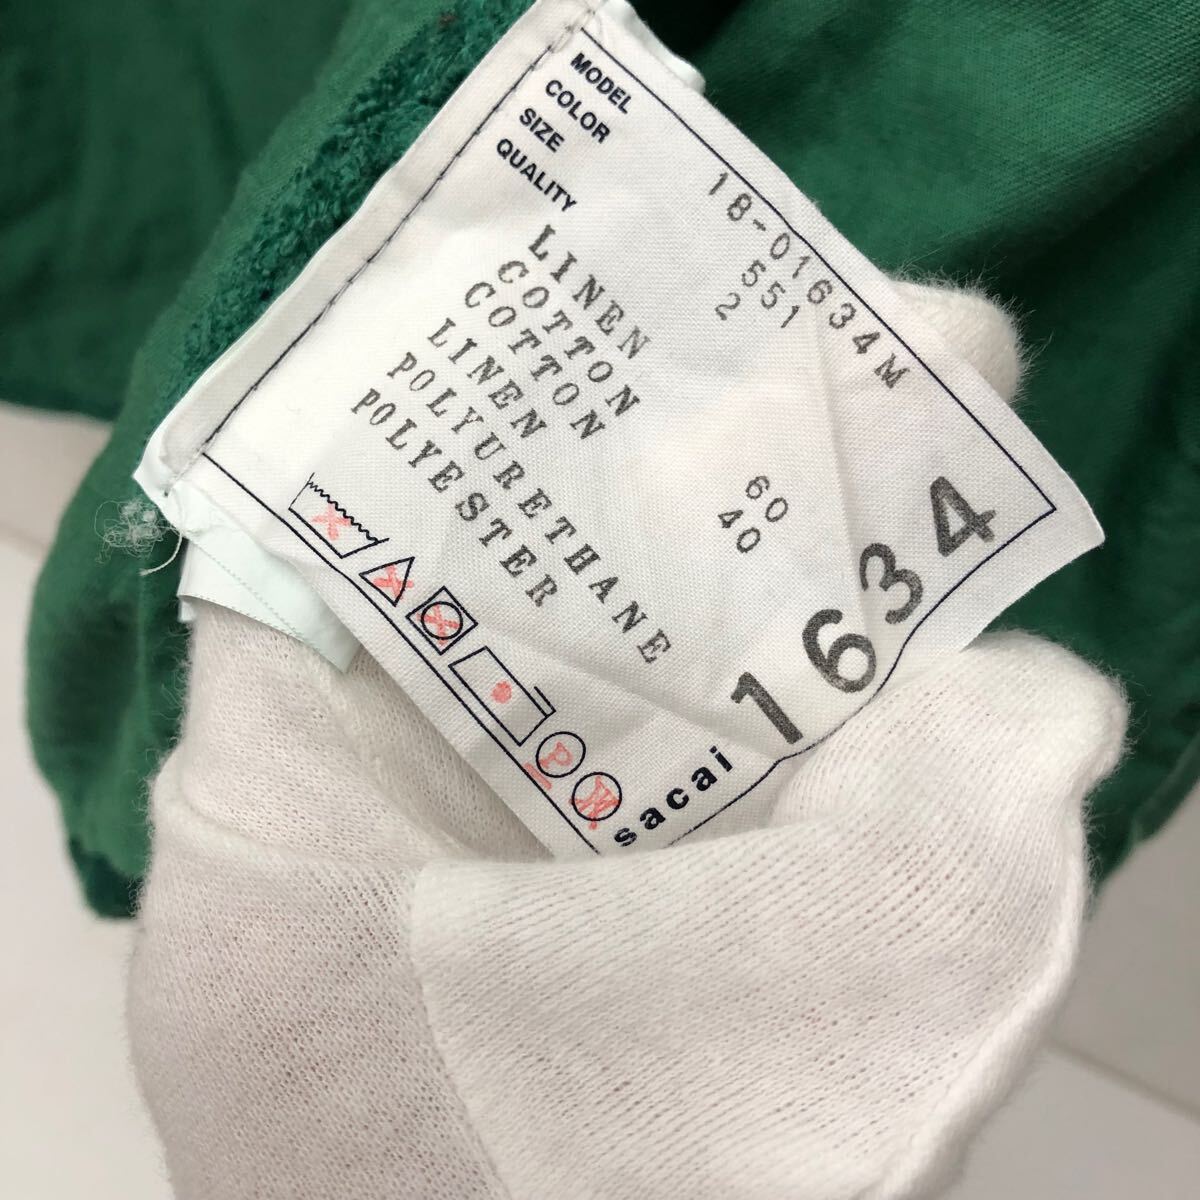 MODEL 18-01634M
COLOR 551
SIZE 2
QUALITY
LINEN 60
COTTON 40
COTTON
LINEN
POLYURETHANE
POLYESTER
P
W
sacai 1634